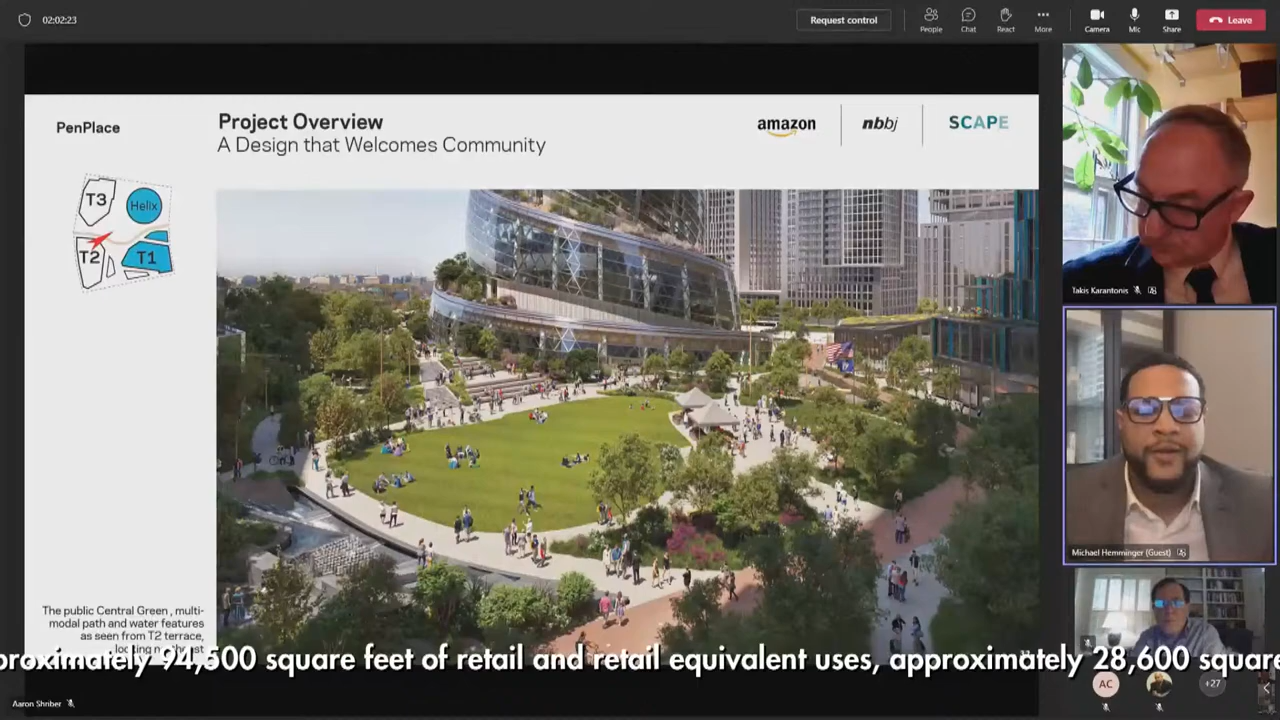 02:02:23
Request control
People
Chat
React
More
Camera
Mic
Share
Leave
PenPlace
Project Overview
A Design that Welcomes Community
amazon
nbbj
SCAPE
T3
Helix
T2
T1
Takis Karantonis
Michael Hemminger (Guest)
The public Central Green , multi-
modal path and water features
as seen from T2 terrace,
proximately 94,500 square feet of retail and retail equivalent uses, approximately 28,600 square
Aaron Shriber
AC
+27